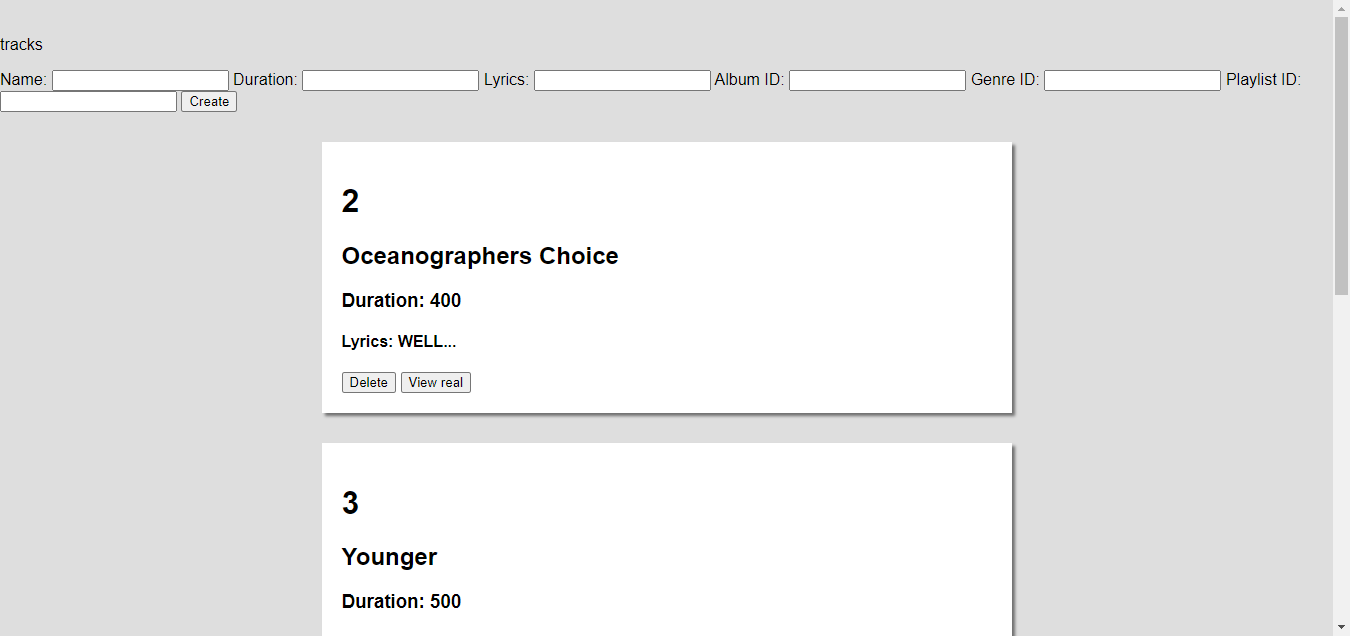 tracks
Name: Duration: Lyrics: Album ID: Genre ID: Playlist ID:
Create
2
Oceanographers Choice
Duration: 400
Lyrics: WELL...
Delete View real
3
Younger
Duration: 500